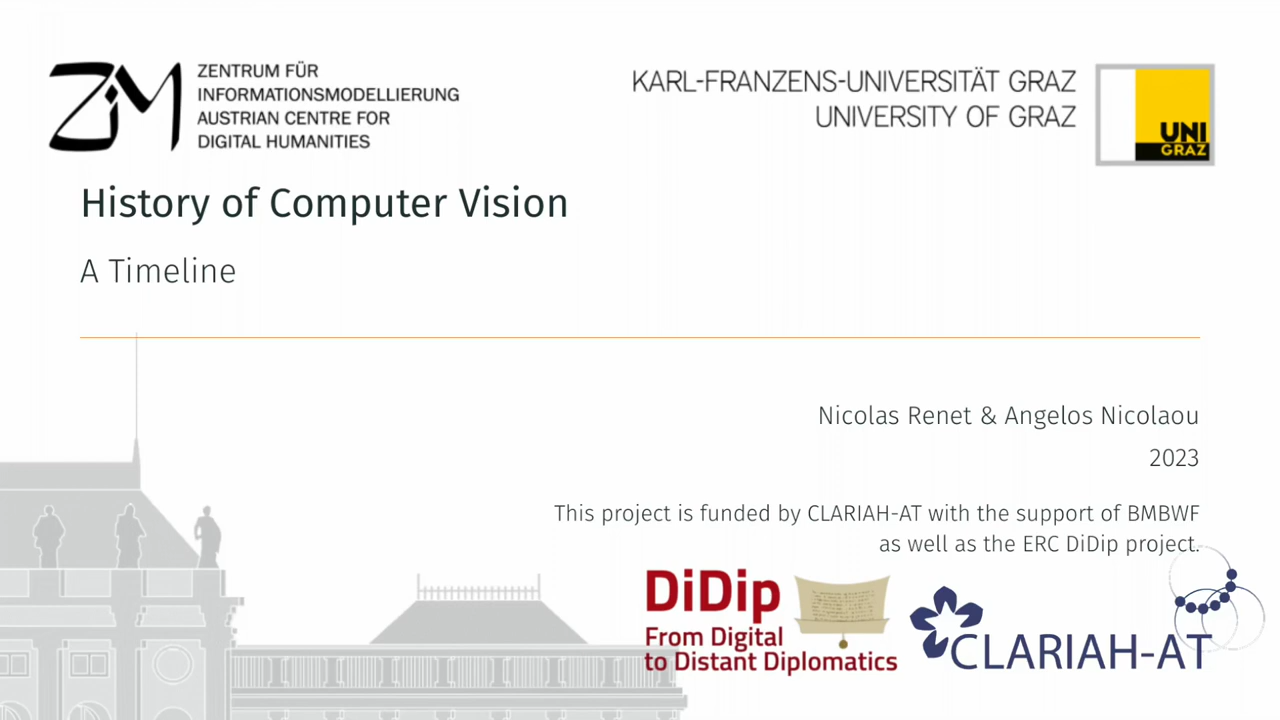 ZiM
ZENTRUM FÜR
INFORMATIONSMODELLIERUNG
AUSTRIAN CENTRE FOR
DIGITAL HUMANITIES
KARL-FRANZENS-UNIVERSITÄT GRAZ
UNIVERSITY OF GRAZ
UNI
GRAZ
History of Computer Vision
A Timeline
Nicolas Renet & Angelos Nicolaou
2023
This project is funded by CLARIAH-AT with the support of BMBWF
as well as the ERC DiDip project.
DiDip
From Digital
to Distant Diplomatics
CLARIAH-AT